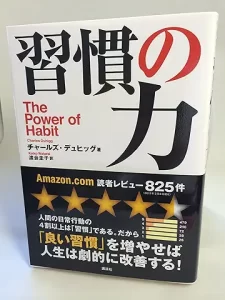 習慣の力
The Power of Habit
Charles Duhigg
チャールズ・デュヒッグ 著
渡会圭子 訳
Amazon.com 読者レビュー825件
人間の日常行動の
4割以上は「習慣」である。だから
「良い習慣」を増やせば
人生は劇的に改善する!
講談社